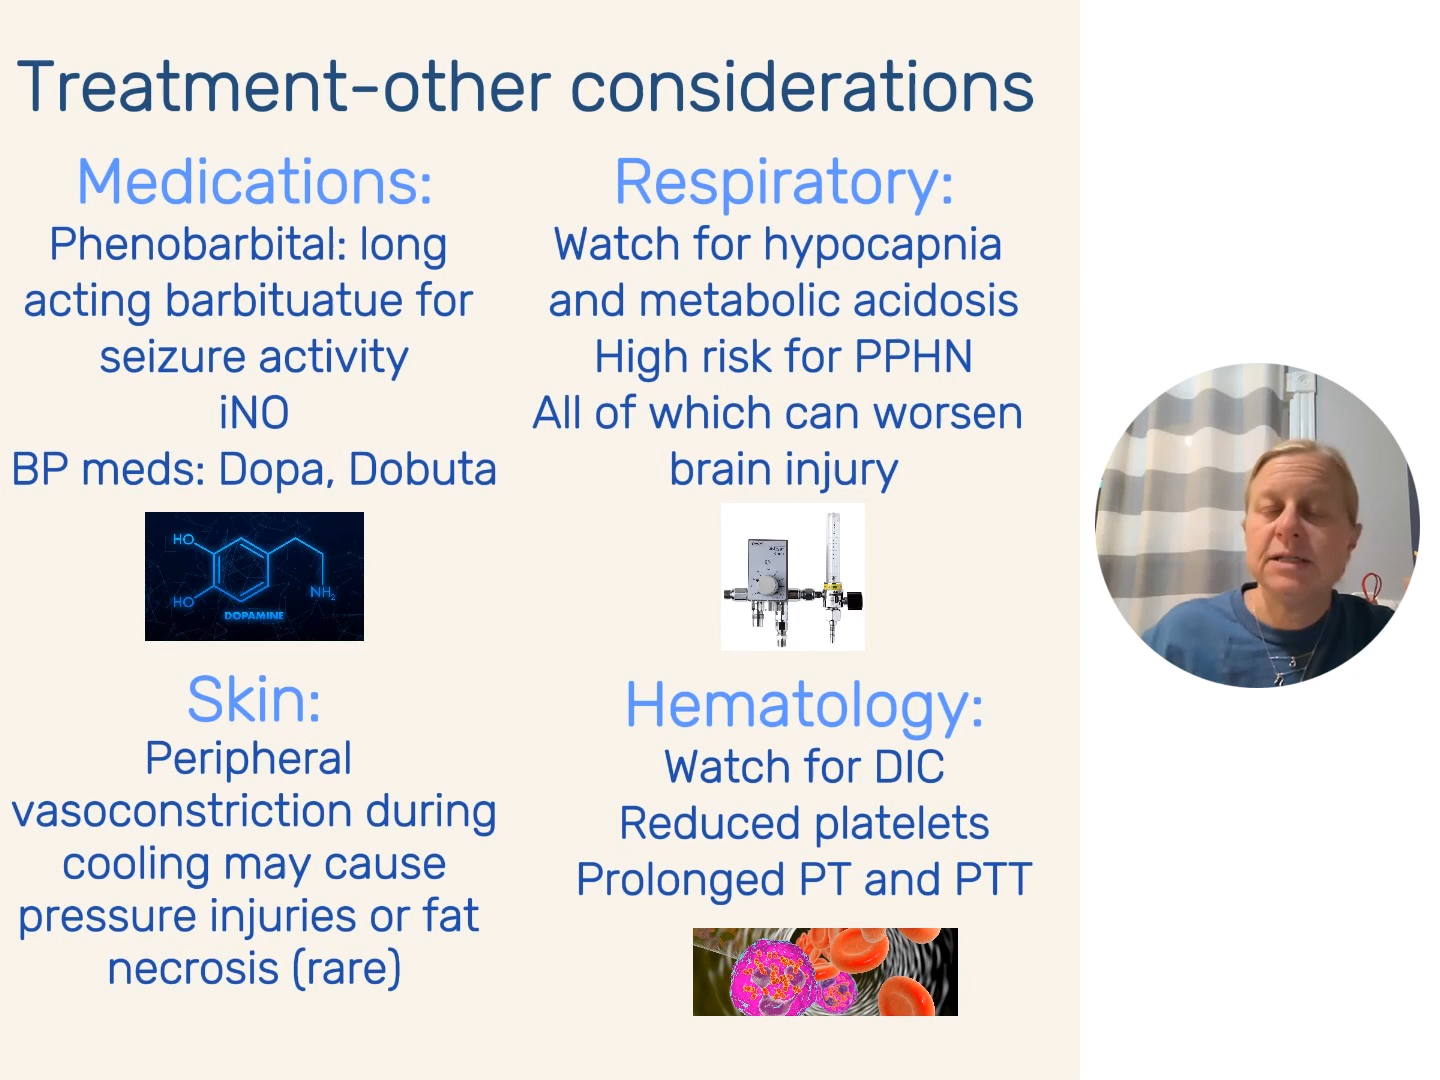 Treatment-other considerations
Medications:
Phenobarbital: long
acting barbituatue for
seizure activity
iNO
BP meds: Dopa, Dobuta
HO
HO
NH2
DOPAMINE
Respiratory:
Watch for hypocapnia
and metabolic acidosis
High risk for PPHN
All of which can worsen
brain injury
Skin:
Peripheral
vasoconstriction during
cooling may cause
pressure injuries or fat
necrosis (rare)
Hematology:
Watch for DIC
Reduced platelets
Prolonged PT and PTT